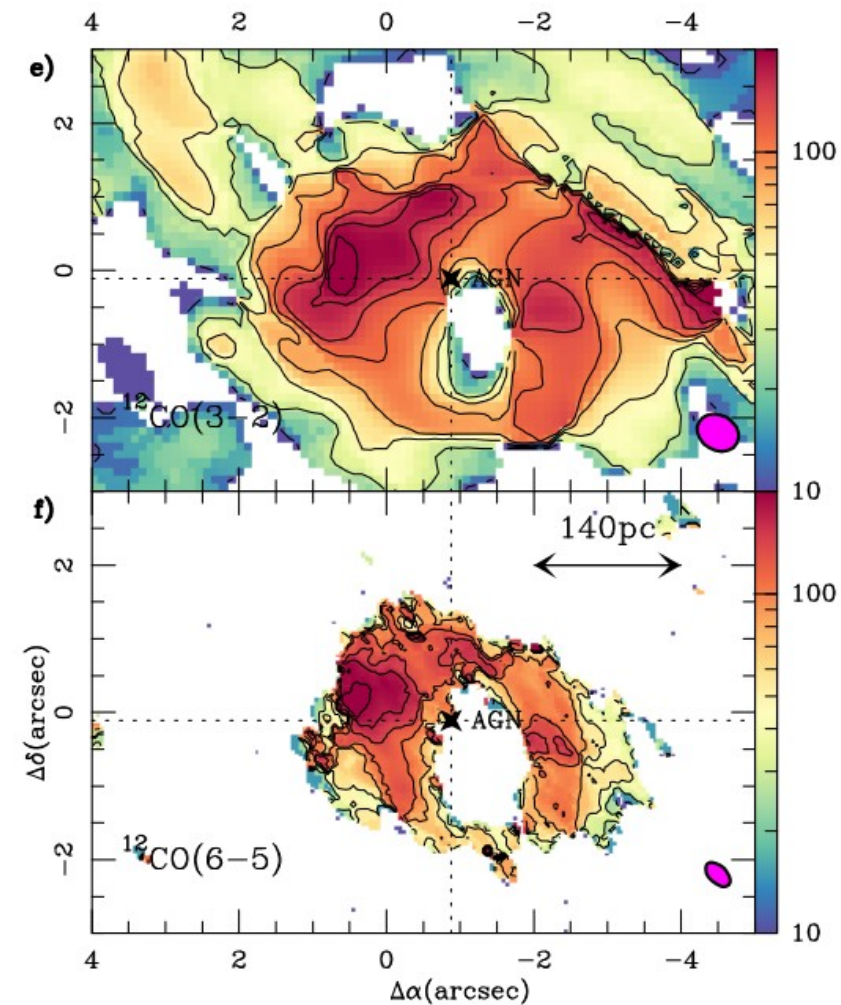 4 2 0 −2 −4
e)
2
0
−2
AGN
¹²CO(3−2)
100
10
f)
140pc
2
0
−2
AGN
¹²CO(6−5)
100
10
Δδ(arcsec)
4 2 0 −2 −4
Δα(arcsec)